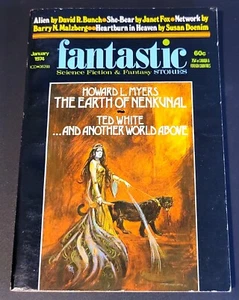 Alien by David R. Bunch • She-Bear by Janet Fox • Network by
Barry N. Malzberg • Heartburn in Heaven by Susan Doenim
January
1974
fantastic
60c
Science Fiction & Fantasy STORIES
HOWARD L. MYERS
THE EARTH OF NENKUNAL
TED WHITE
...AND ANOTHER WORLD ABOVE